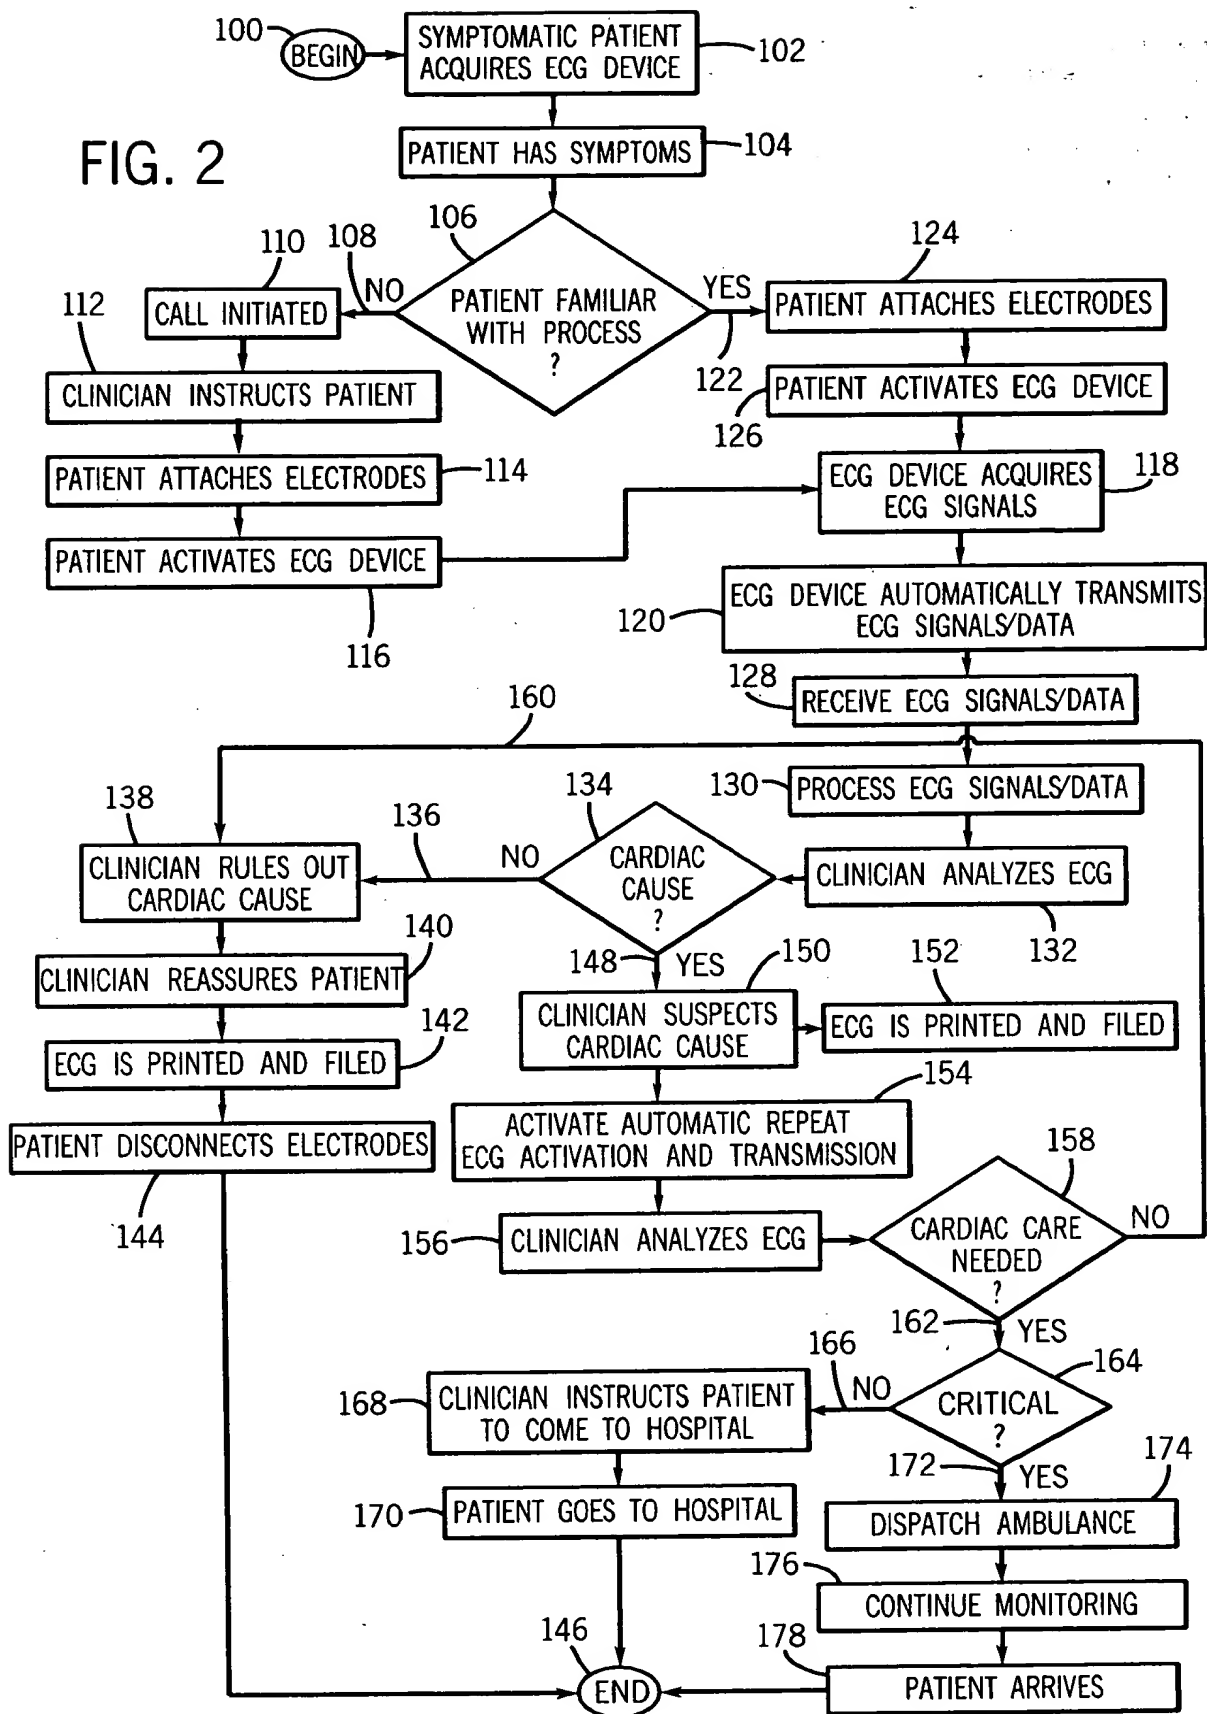 100
BEGIN
SYMPTOMATIC PATIENT
ACQUIRES ECG DEVICE
102
FIG. 2
PATIENT HAS SYMPTOMS
104
106
PATIENT FAMILIAR
WITH PROCESS
?
108
NO
110
CALL INITIATED
112
CLINICIAN INSTRUCTS PATIENT
PATIENT ATTACHES ELECTRODES
114
PATIENT ACTIVATES ECG DEVICE
116
YES
122
124
PATIENT ATTACHES ELECTRODES
PATIENT ACTIVATES ECG DEVICE
126
ECG DEVICE ACQUIRES
ECG SIGNALS
118
ECG DEVICE AUTOMATICALLY TRANSMITS
ECG SIGNALS/DATA
120
128
RECEIVE ECG SIGNALS/DATA
160
130
PROCESS ECG SIGNALS/DATA
CLINICIAN ANALYZES ECG
132
134
CARDIAC
CAUSE
?
136
NO
138
CLINICIAN RULES OUT
CARDIAC CAUSE
140
CLINICIAN REASSURES PATIENT
142
ECG IS PRINTED AND FILED
PATIENT DISCONNECTS ELECTRODES
144
148
YES
150
CLINICIAN SUSPECTS
CARDIAC CAUSE
152
ECG IS PRINTED AND FILED
154
ACTIVATE AUTOMATIC REPEAT
ECG ACTIVATION AND TRANSMISSION
156
CLINICIAN ANALYZES ECG
158
CARDIAC CARE
NEEDED
?
NO
162
YES
164
CRITICAL
?
166
NO
168
CLINICIAN INSTRUCTS PATIENT
TO COME TO HOSPITAL
170
PATIENT GOES TO HOSPITAL
172
YES
174
DISPATCH AMBULANCE
176
CONTINUE MONITORING
178
PATIENT ARRIVES
146
END